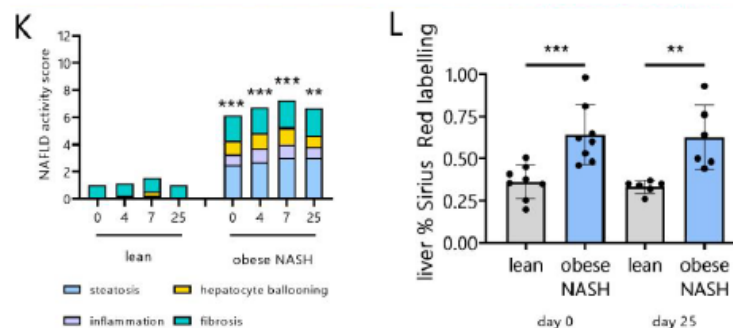 K
NAFLD activity score
12
10
8
6
4
2
0
***
***
***
**
0 4 7 25 0 4 7 25
lean obese NASH
steatosis hepatocyte ballooning
inflammation fibrosis
L
liver % Sirius Red labelling
1.00
0.75
0.50
0.25
0.00
*** **
lean obese lean obese
NASH NASH
day 0 day 25